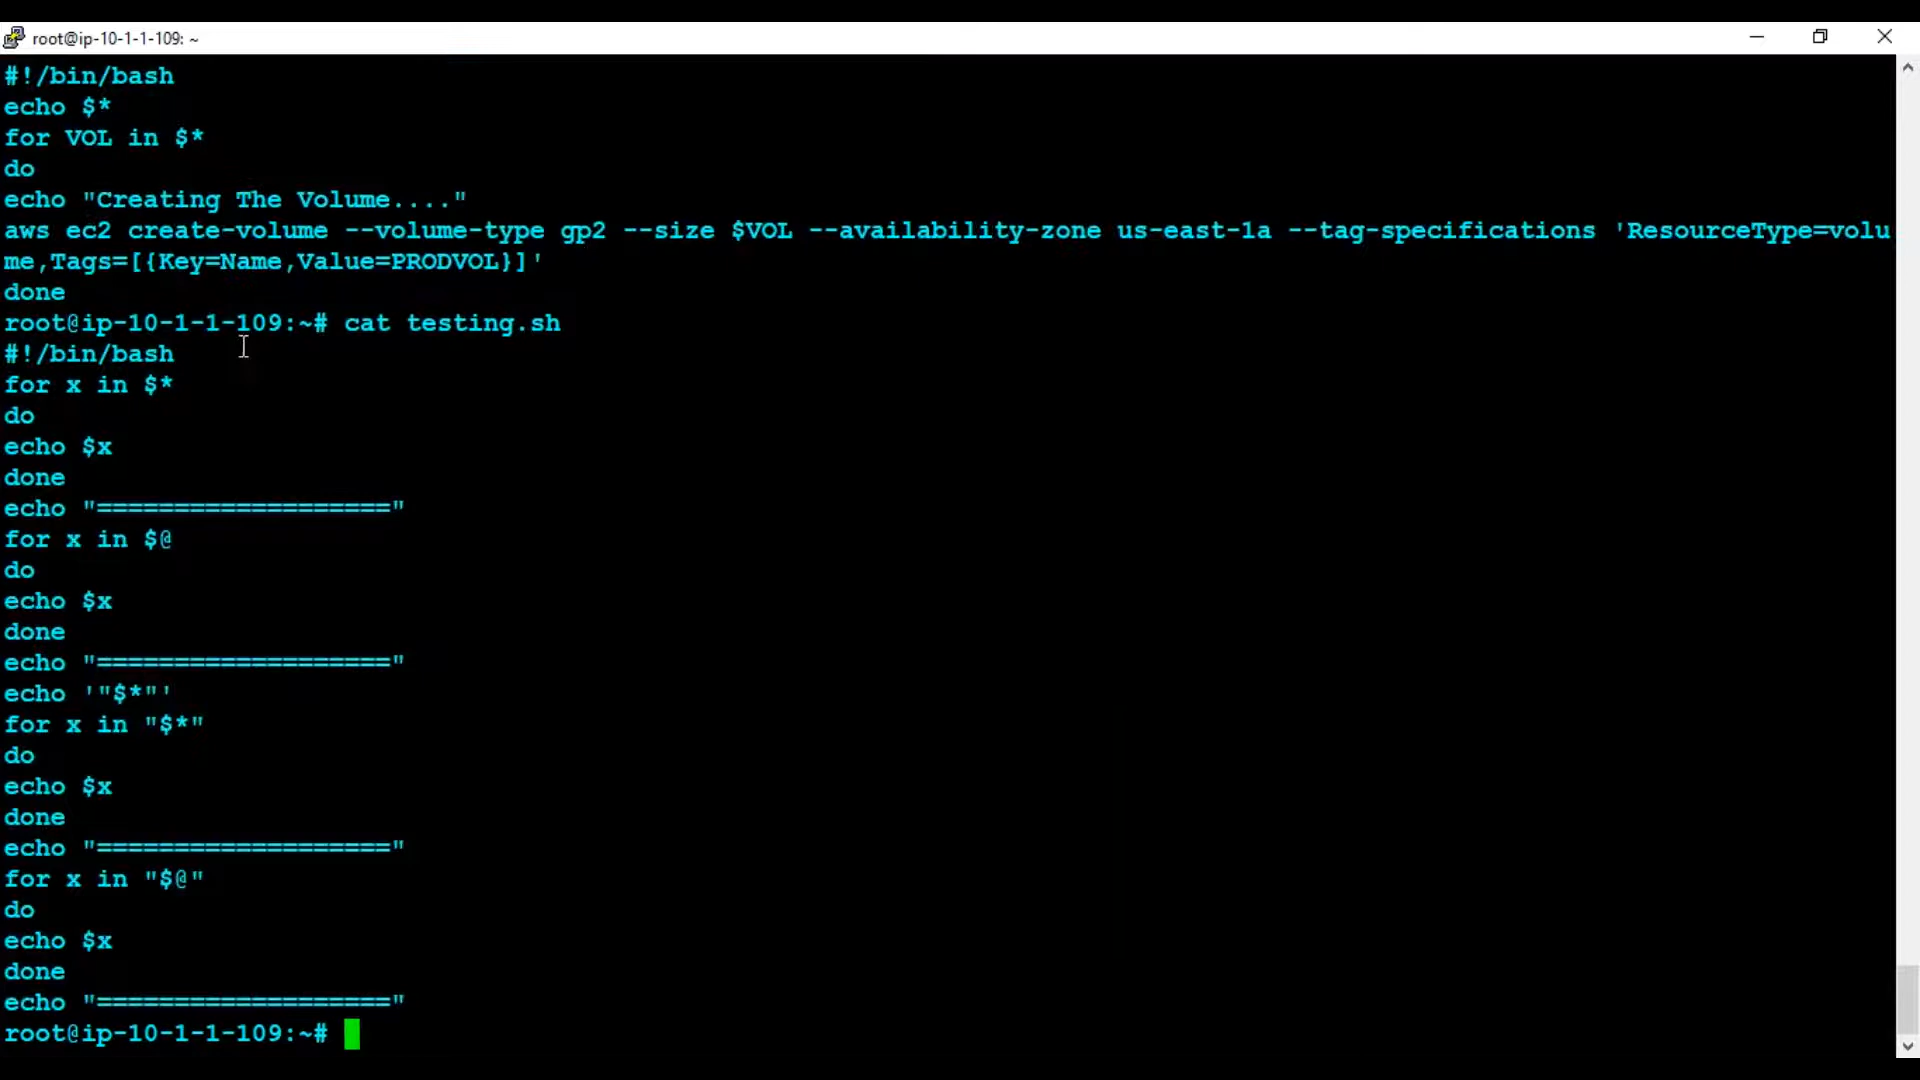 root@ip-10-1-1-109: ~
#!/bin/bash
echo $*
for VOL in $*
do
echo "Creating The Volume...."
aws ec2 create-volume --volume-type gp2 --size $VOL --availability-zone us-east-1a --tag-specifications 'ResourceType=volu
me,Tags=[{Key=Name,Value=PRODVOL}]'
done
root@ip-10-1-1-109:~# cat testing.sh
#!/bin/bash
for x in $*
do
echo $x
done
echo "==================="
for x in $@
do
echo $x
done
echo "==================="
echo '"$*"'
for x in "$*"
do
echo $x
done
echo "==================="
for x in "$@"
do
echo $x
done
echo "==================="
root@ip-10-1-1-109:~#